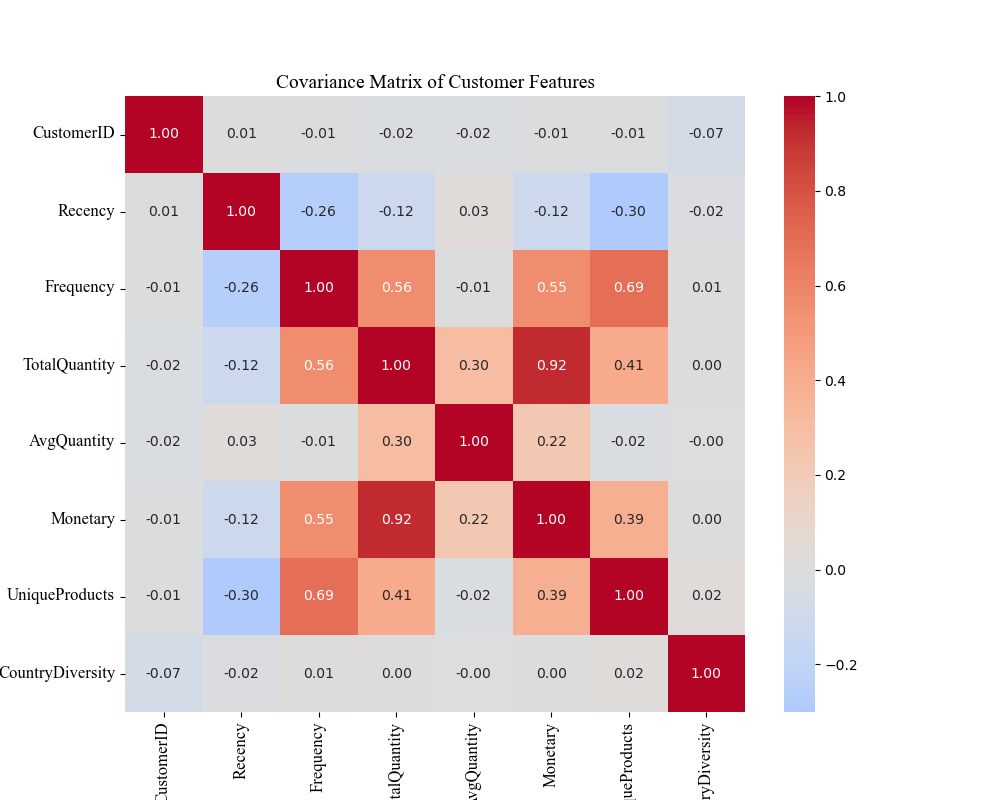 Covariance Matrix of Customer Features
CustomerID 1.00 0.01 -0.01 -0.02 -0.02 -0.01 -0.01 -0.07
Recency 0.01 1.00 -0.26 -0.12 0.03 -0.12 -0.30 -0.02
Frequency -0.01 -0.26 1.00 0.56 -0.01 0.55 0.69 0.01
TotalQuantity -0.02 -0.12 0.56 1.00 0.30 0.92 0.41 0.00
AvgQuantity -0.02 0.03 -0.01 0.30 1.00 0.22 -0.02 -0.00
Monetary -0.01 -0.12 0.55 0.92 0.22 1.00 0.39 0.00
UniqueProducts -0.01 -0.30 0.69 0.41 -0.02 0.39 1.00 0.02
CountryDiversity -0.07 -0.02 0.01 0.00 -0.00 0.00 0.02 1.00
CustomerID
Recency
Frequency
talQuantity
vgQuantity
Monetary
queProducts
ryDiversity
1.0
0.8
0.6
0.4
0.2
0.0
−0.2